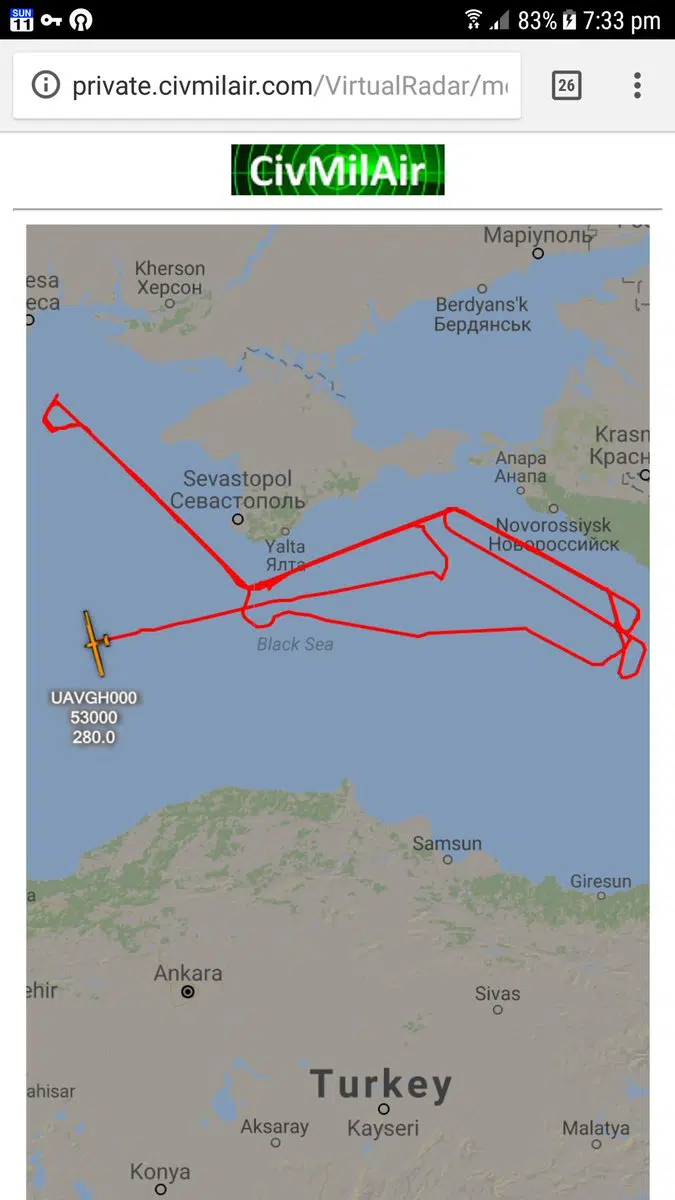 SUN
11
83% 7:33 pm
private.civmilair.com/VirtualRadar/m
26
CivMilAir
Маріуполь
Kherson
Херсон
esa
еса
Berdyans'k
Бердянськ
Krasn
Красн
Anapa
Анапа
Sevastopol
Севастополь
Novorossiysk
Новороссийск
Yalta
Ялта
Black Sea
UAVGH000
53000
280.0
Samsun
Giresun
a
Ankara
ehir
Sivas
Turkey
ahisar
Kayseri
Aksaray
Malatya
Konya